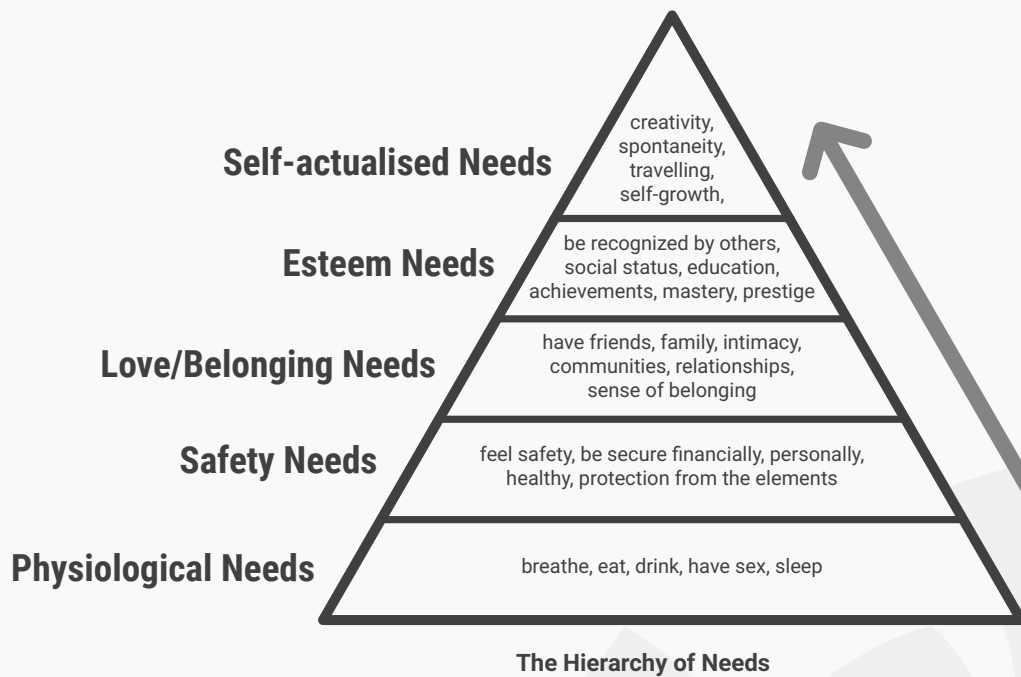 Self-actualised Needs
creativity,
spontaneity,
travelling,
self-growth,
Esteem Needs
be recognized by others,
social status, education,
achievements, mastery, prestige
Love/Belonging Needs
have friends, family, intimacy,
communities, relationships,
sense of belonging
Safety Needs
feel safety, be secure financially, personally,
healthy, protection from the elements
Physiological Needs
breathe, eat, drink, have sex, sleep
The Hierarchy of Needs